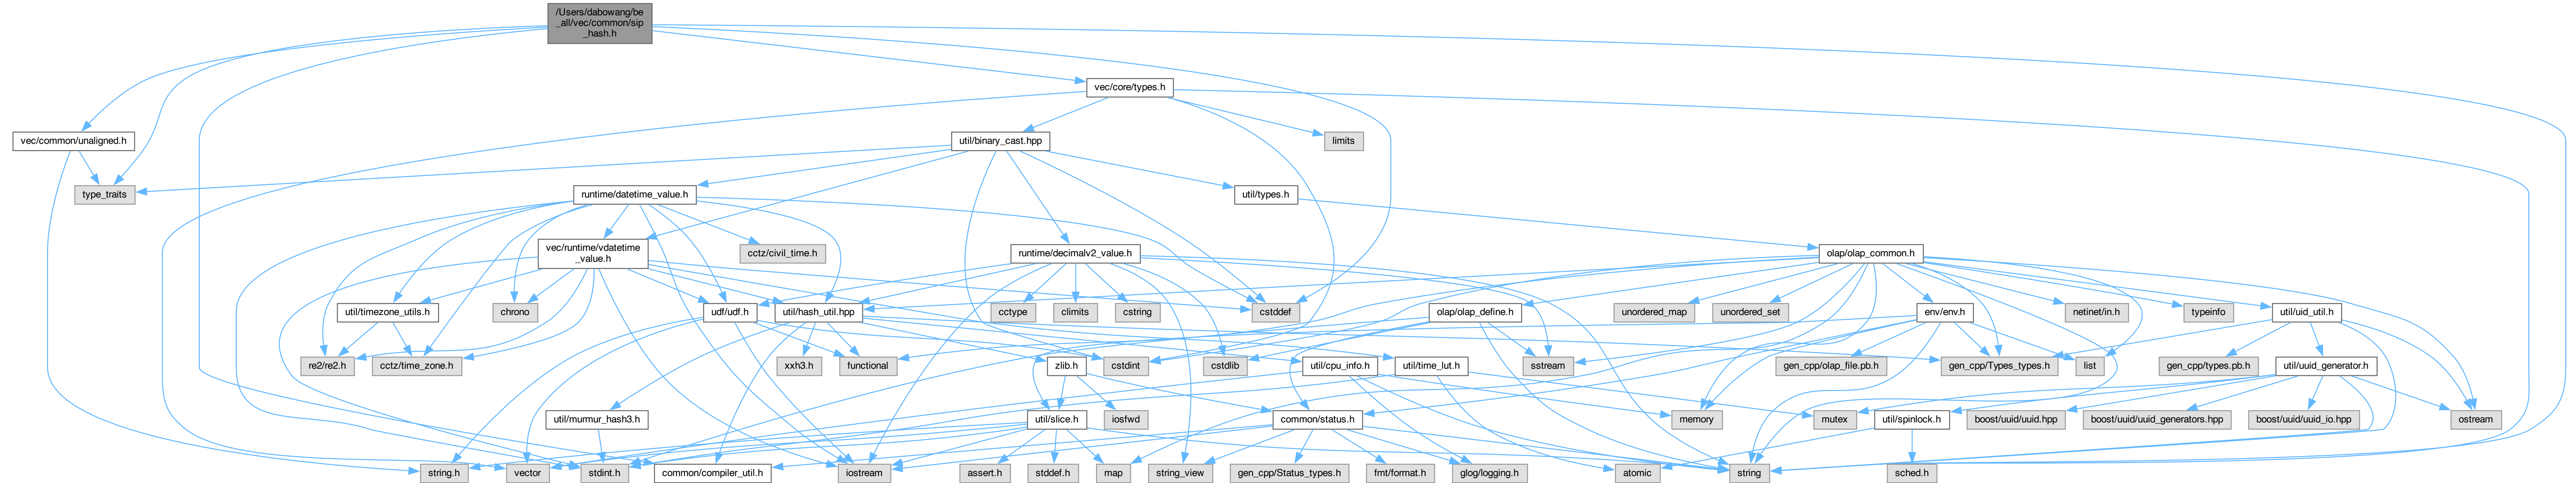 /Users/dabowang/be
_all/vec/common/sip
_hash.h
vec/core/types.h
vec/common/unaligned.h
util/binary_cast.hpp
limits
type_traits
runtime/datetime_value.h
util/types.h
vec/runtime/vdatetime
_value.h
cctz/civil_time.h
runtime/decimalv2_value.h
olap/olap_common.h
util/timezone_utils.h
chrono
udf/udf.h
util/hash_util.hpp
cstddef
cctype
climits
cstring
unordered_map
olap/olap_define.h
unordered_set
env/env.h
netinet/in.h
typeinfo
util/uid_util.h
re2/re2.h
cctz/time_zone.h
xxh3.h
functional
zlib.h
cstdint
cstdlib
util/cpu_info.h
util/time_lut.h
sstream
gen_cpp/olap_file.pb.h
gen_cpp/Types_types.h
list
gen_cpp/types.pb.h
util/uuid_generator.h
util/murmur_hash3.h
util/slice.h
iosfwd
common/status.h
memory
mutex
util/spinlock.h
boost/uuid/uuid.hpp
boost/uuid/uuid_generators.hpp
boost/uuid/uuid_io.hpp
ostream
string.h
vector
stdint.h
common/compiler_util.h
iostream
assert.h
stddef.h
map
string_view
gen_cpp/Status_types.h
fmt/format.h
glog/logging.h
atomic
string
sched.h